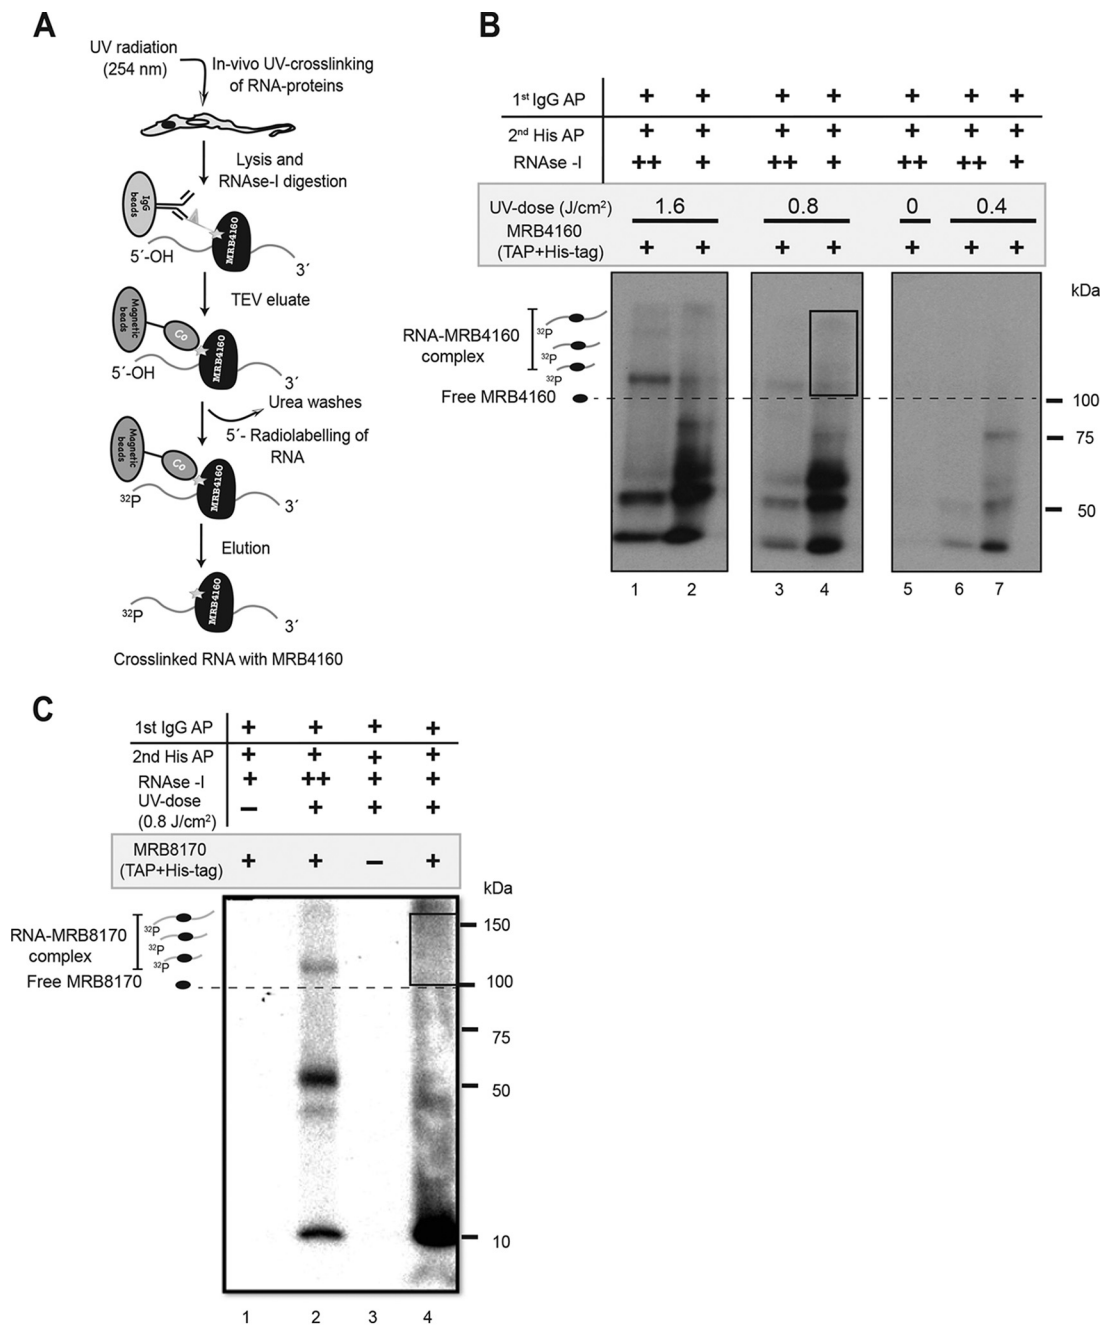 A
UV radiation
(254 nm)
In-vivo UV-crosslinking
of RNA-proteins
Lysis and
RNAse-I digestion
IgG
beads
MRB4160
5´-OH
3´
TEV eluate
Magnetic
beads
Co
MRB4160
5´-OH
3´
Urea washes
5´- Radiolabelling of
RNA
Magnetic
beads
Co
MRB4160
32P
3´
Elution
MRB4160
32P
3´
Crosslinked RNA with MRB4160
B
1st IgG AP + + + + + + +
2nd His AP + + + + + + +
RNAse -I ++ + ++ + ++ ++ +
UV-dose (J/cm²) 1.6 0.8 0 0.4
MRB4160
(TAP+His-tag) + + + + + + +
kDa
RNA-MRB4160
complex
32P
32P
32P
Free MRB4160
100
75
50
1 2 3 4 5 6 7
C
1st IgG AP + + + +
2nd His AP + + + +
RNAse -I + ++ + +
UV-dose
(0.8 J/cm²) – + + +
MRB8170
(TAP+His-tag) + + – +
kDa
RNA-MRB8170
complex
32P
32P
32P
Free MRB8170
150
100
75
50
10
1 2 3 4